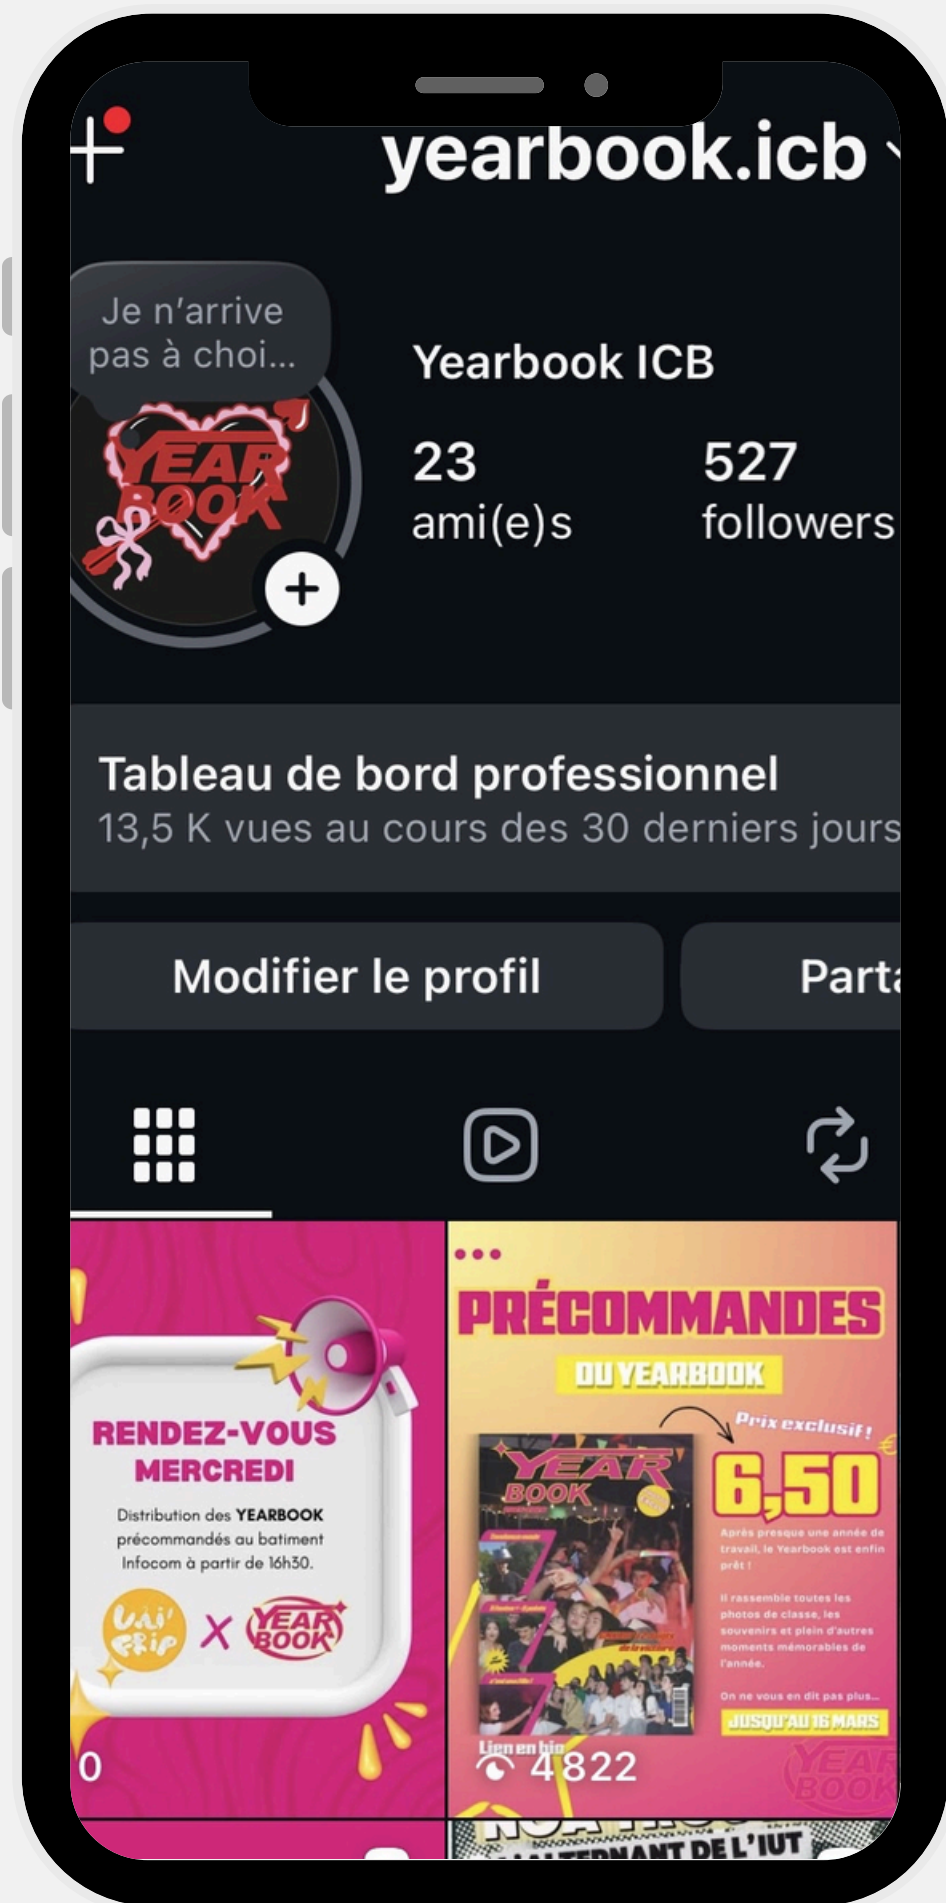 yearbook.icb
Je n'arrive
pas à choi...
YEAR
BOOK
Yearbook ICB
23
ami(e)s
527
followers
Tableau de bord professionnel
13,5 K vues au cours des 30 derniers jours
Modifier le profil
Parta
RENDEZ-VOUS
MERCREDI
Distribution des YEARBOOK
précommandés au batiment
Infocom à partir de 16h30.
UNI'
TRIP
X
YEAR
BOOK
0
PRÉCOMMANDES
DU YEARBOOK
Prix exclusif !
YEAR
BOOK
6,50
€
Après presque une année de
travail, le Yearbook est enfin
prêt !
Il rassemble toutes les
photos de classe, les
souvenirs et plein d'autres
moments mémorables de
l'année.
On ne vous en dit pas plus...
JUSQU'AU 16 MARS
Lien en bio
4 822
YEAR
BOOK
ALTERNANT DE L'IUT